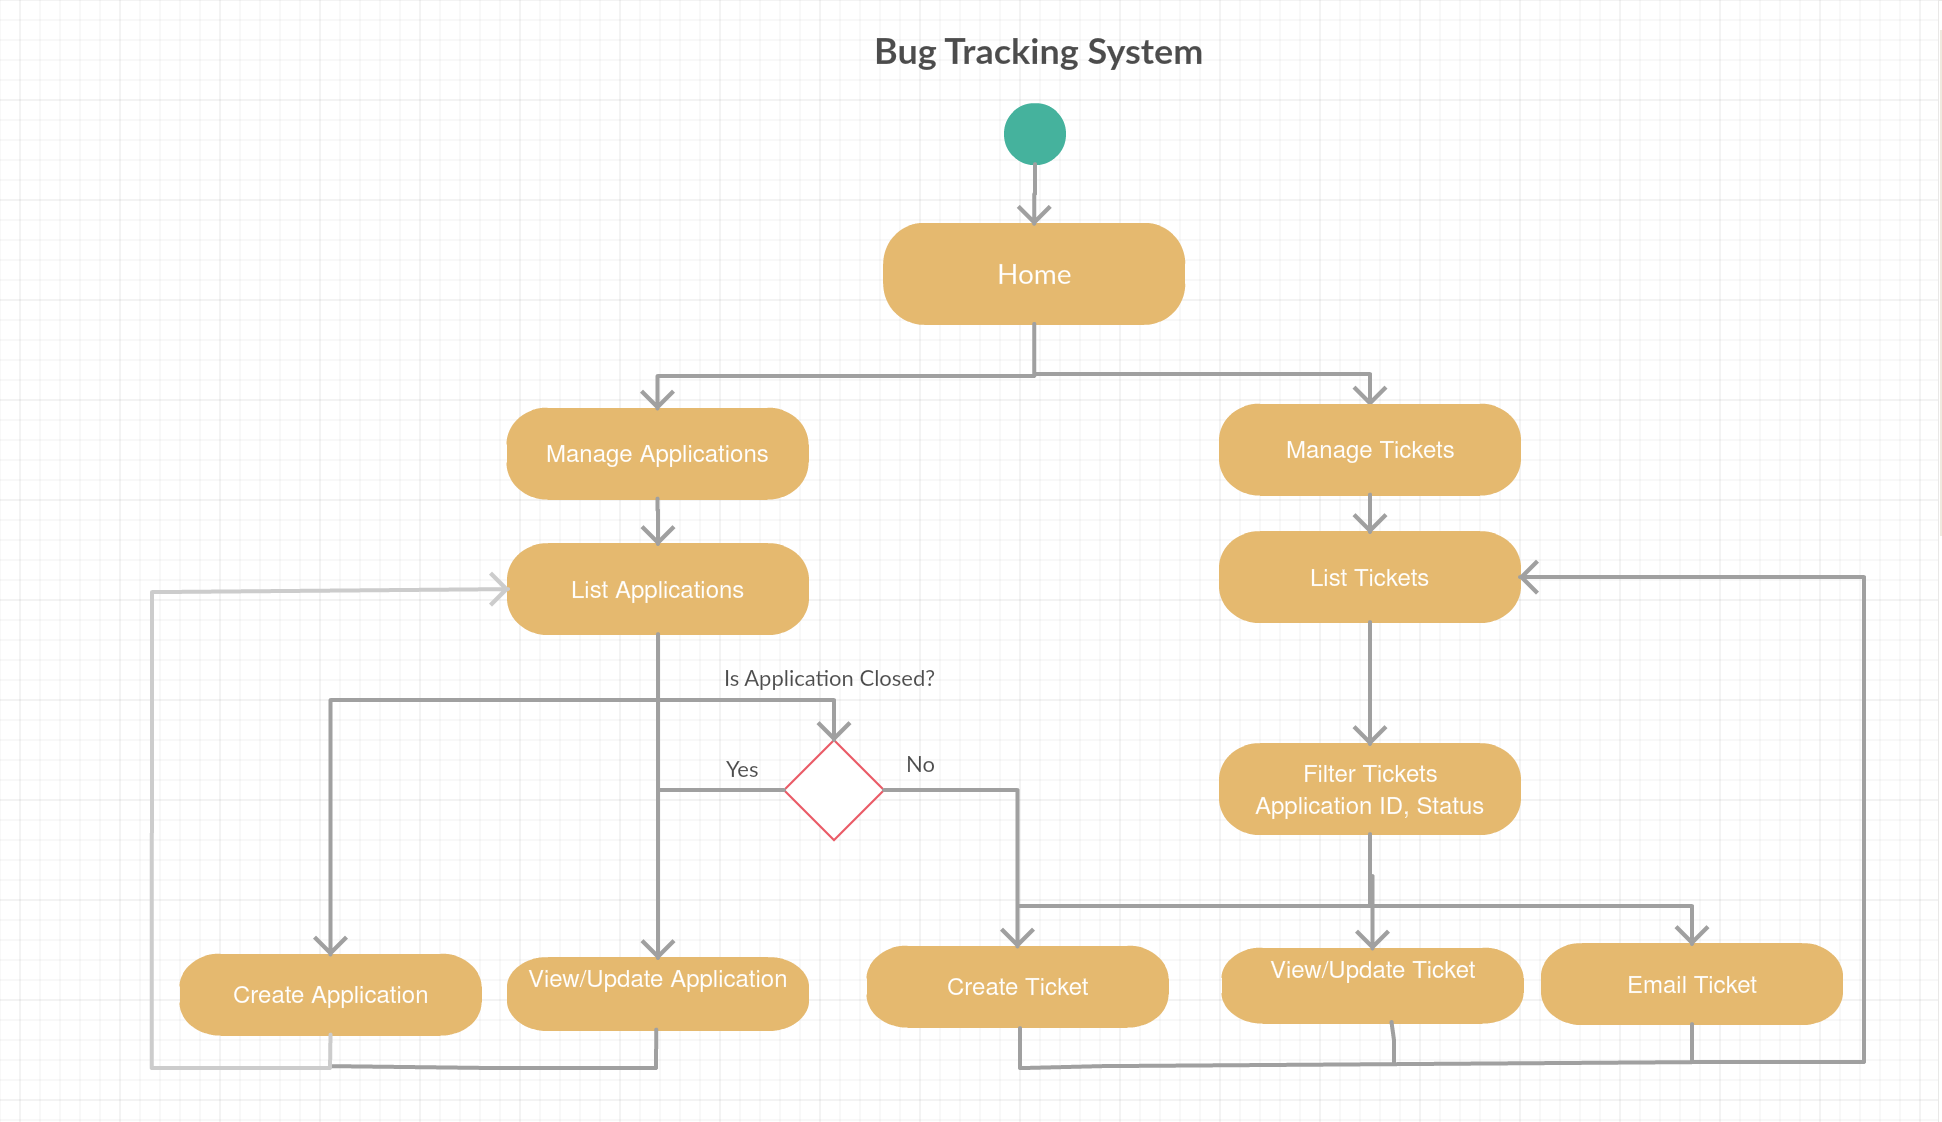 Bug Tracking System
Home
Manage Applications
Manage Tickets
List Applications
List Tickets
Is Application Closed?
Yes
No
Filter Tickets
Application ID, Status
Create Application
View/Update Application
Create Ticket
View/Update Ticket
Email Ticket